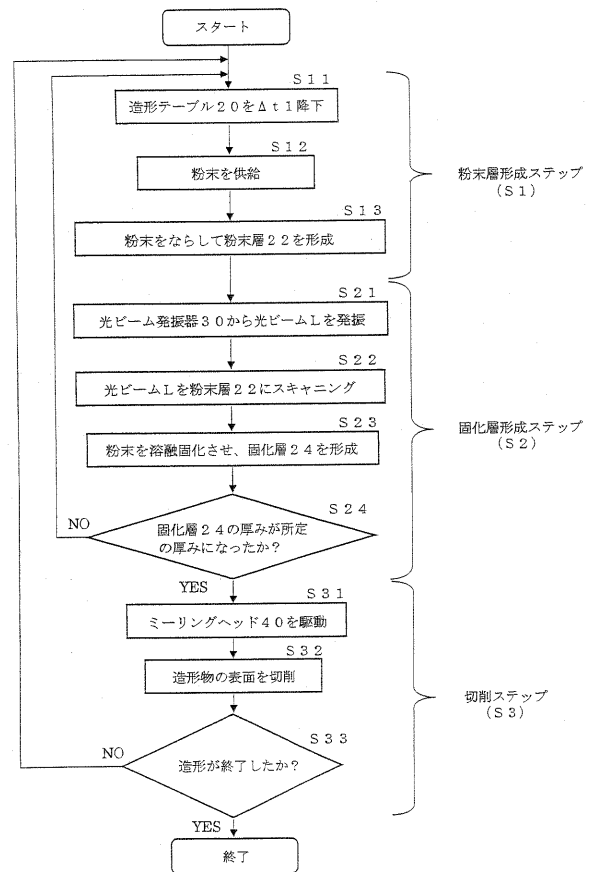 スタート
S11
造形テーブル20をΔt1降下
S12
粉末を供給
S13
粉末をならして粉末層22を形成
粉末層形成ステップ
(S1)
S21
光ビーム発振器30から光ビームLを発振
S22
光ビームLを粉末層22にスキャニング
S23
粉末を溶融固化させ、固化層24を形成
固化層形成ステップ
(S2)
S24
NO
固化層24の厚みが所定
の厚みになったか?
YES
S31
ミーリングヘッド40を駆動
S32
造形物の表面を切削
切削ステップ
(S3)
S33
NO
造形が終了したか?
YES
終了